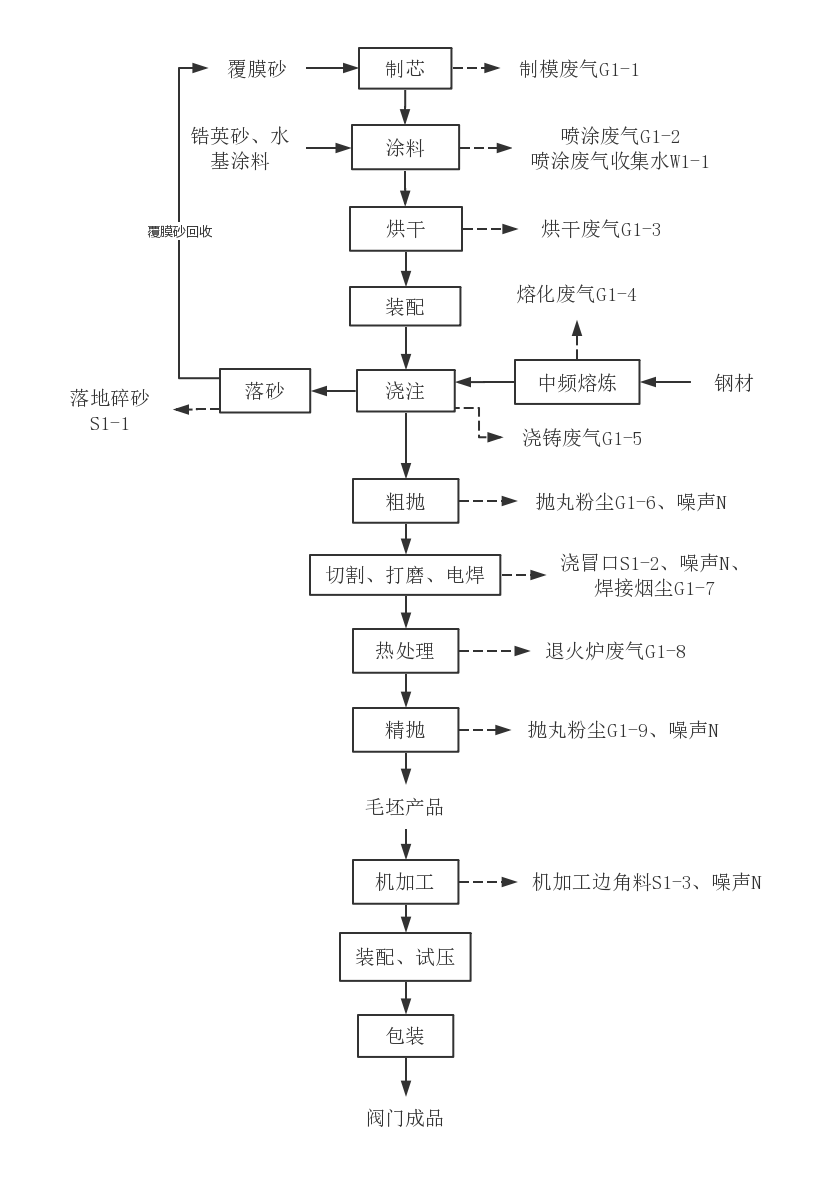 覆膜砂
制芯
制模废气G1-1
锆英砂、水
基涂料
涂料
喷涂废气G1-2
喷涂废气收集水W1-1
覆膜砂回收
烘干
烘干废气G1-3
装配
熔化废气G1-4
落地碎砂
S1-1
落砂
浇注
中频熔炼
钢材
浇铸废气G1-5
粗抛
抛丸粉尘G1-6、噪声N
切割、打磨、电焊
浇冒口S1-2、噪声N、
焊接烟尘G1-7
热处理
退火炉废气G1-8
精抛
抛丸粉尘G1-9、噪声N
毛坯产品
机加工
机加工边角料S1-3、噪声N
装配、试压
包装
阀门成品